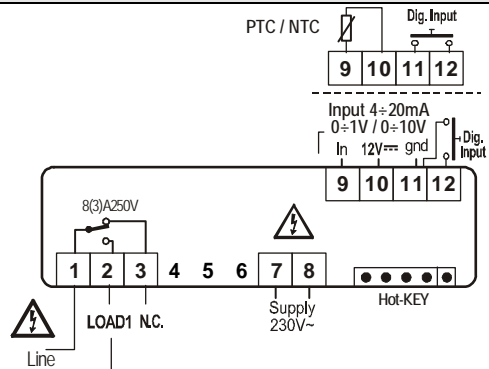 PTC / NTC
Dig. Input
9 10 11 12
Input 4÷20mA
0÷1V / 0÷10V
In 12V⎓ gnd
Dig.
Input
9 10 11 12
8(3)A250V
1 2 3 4 5 6 7 8
Hot-KEY
LOAD1 N.C.
Supply
230V~
Line